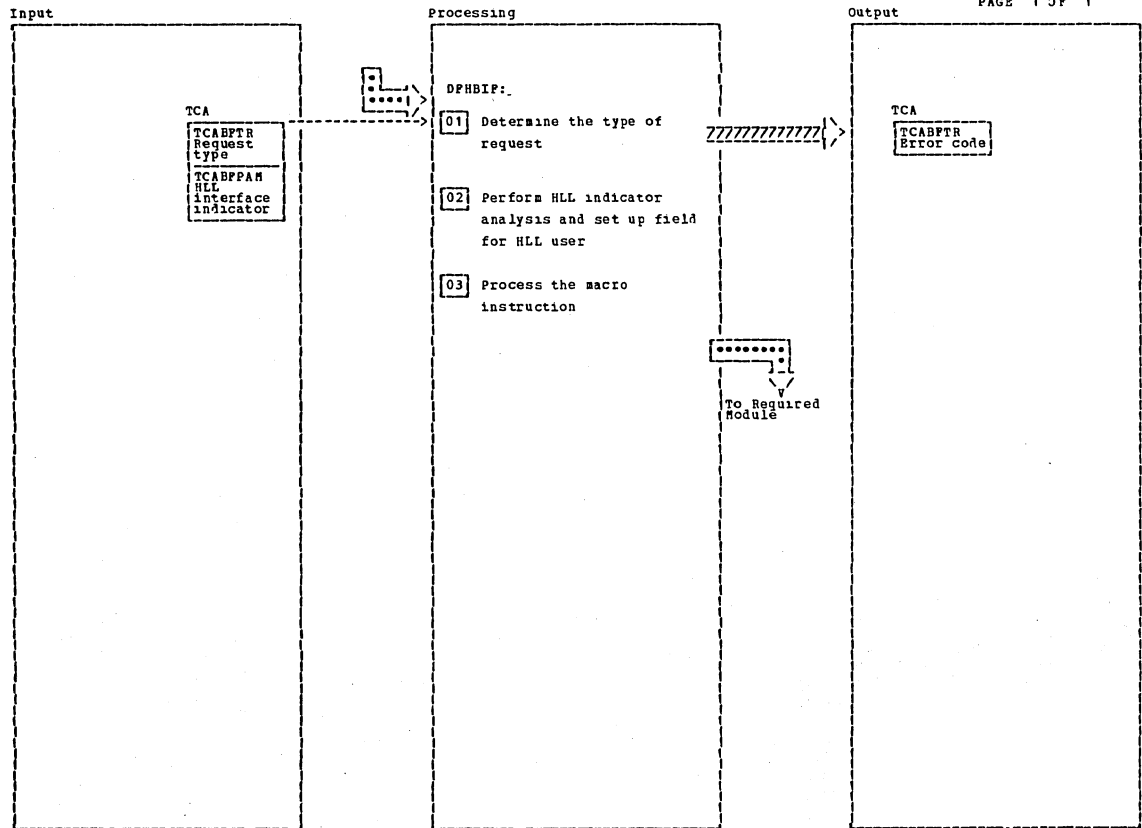 PAGE 1 OF 1
Input
Processing
Output
TCA
TCABFTR
Request
type
TCABFPAM
HLL
interface
indicator
DFHBIF:
01 Determine the type of
request
02 Perform HLL indicator
analysis and set up field
for HLL user
03 Process the macro
instruction
To Required
Module
TCA
TCABFTR
Error code